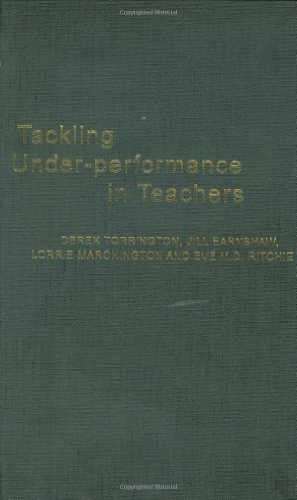 Tackling
Under-performance
in Teachers
DEREK TORRINGTON, JILL EARNSHAW,
LORRIE MARCHINGTON AND EVE M.D. RITCHIE